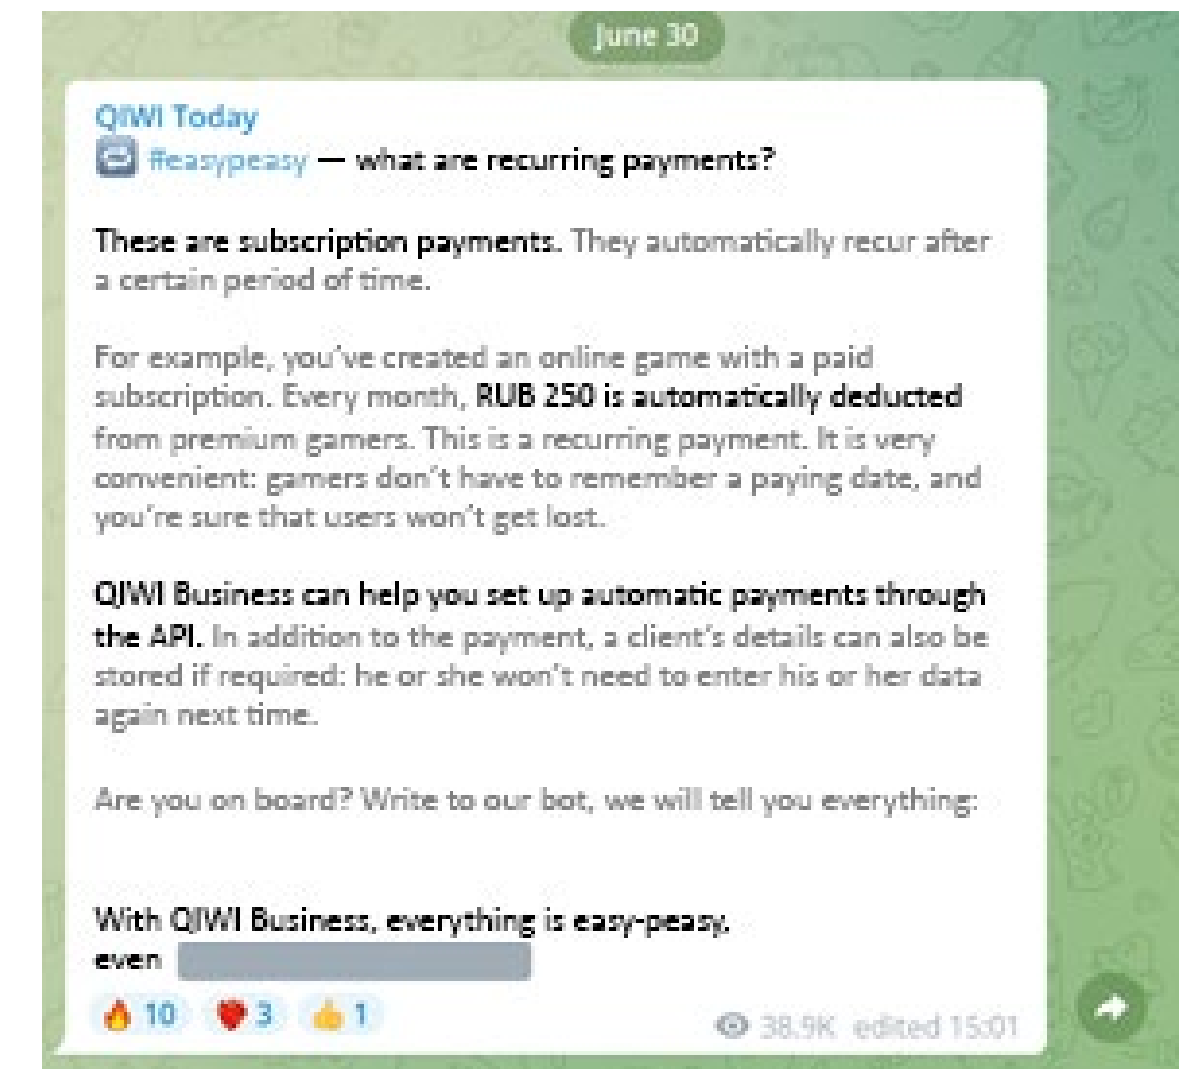 June 30
QIWI Today
#easypeasy — what are recurring payments?
These are subscription payments. They automatically recur after
a certain period of time.
For example, you've created an online game with a paid
subscription. Every month, RUB 250 is automatically deducted
from premium gamers. This is a recurring payment. It is very
convenient: gamers don't have to remember a paying date, and
you're sure that users won't get lost.
QIWI Business can help you set up automatic payments through
the API. In addition to the payment, a client's details can also be
stored if required: he or she won't need to enter his or her data
again next time.
Are you on board? Write to our bot, we will tell you everything:
With QIWI Business, everything is easy-peasy,
even
10 3 1
38.9K edited 15:01